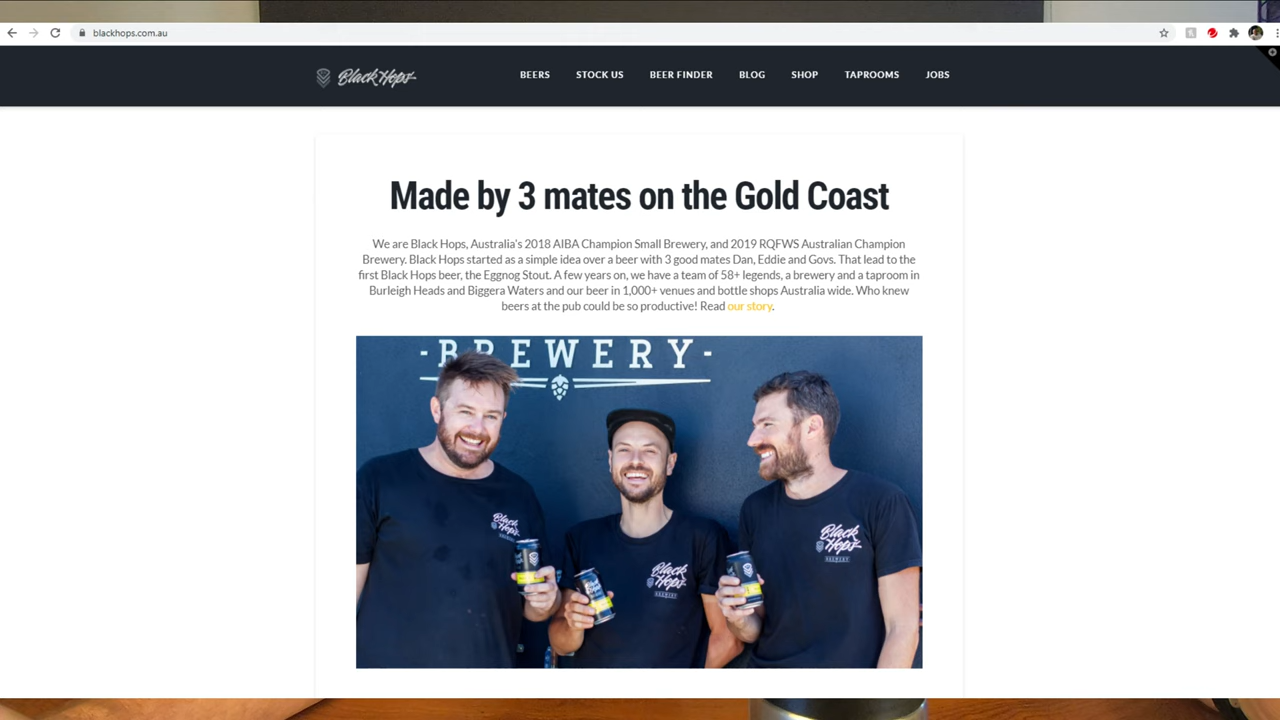 blackhops.com.au
Black Hops
BEERS STOCK US BEER FINDER BLOG SHOP TAPROOMS JOBS
Made by 3 mates on the Gold Coast
We are Black Hops, Australia's 2018 AIBA Champion Small Brewery, and 2019 RQFWS Australian Champion
Brewery. Black Hops started as a simple idea over a beer with 3 good mates Dan, Eddie and Govs. That lead to the
first Black Hops beer, the Eggnog Stout. A few years on, we have a team of 58+ legends, a brewery and a taproom in
Burleigh Heads and Biggera Waters and our beer in 1,000+ venues and bottle shops Australia wide. Who knew
beers at the pub could be so productive! Read our story.
- BREWERY -
Black
Hops
Black
Hops
BREWERY
Black
Hops
BREWERY